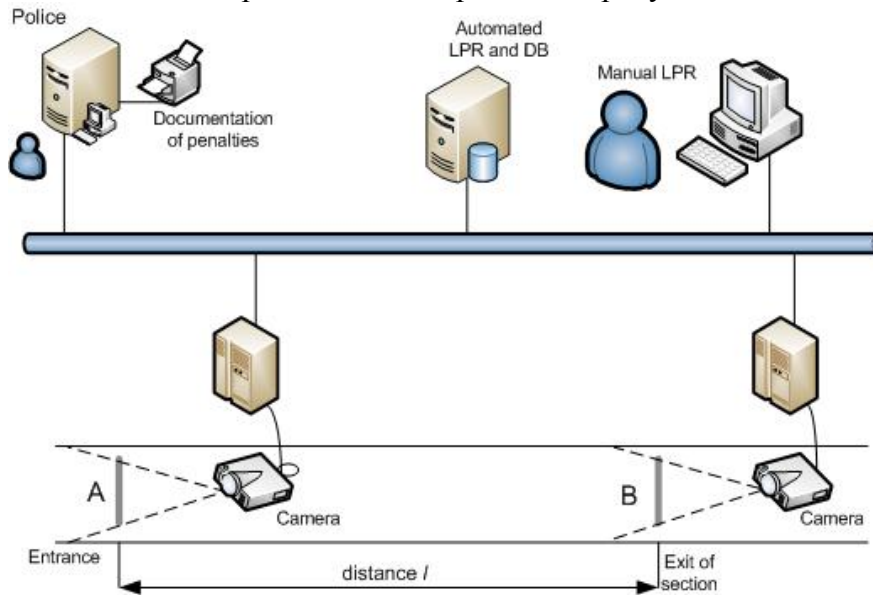 Police
Documentation
of penalties
Automated
LPR and DB
Manual LPR
A
Camera
B
Camera
Entrance
distance l
Exit of
section